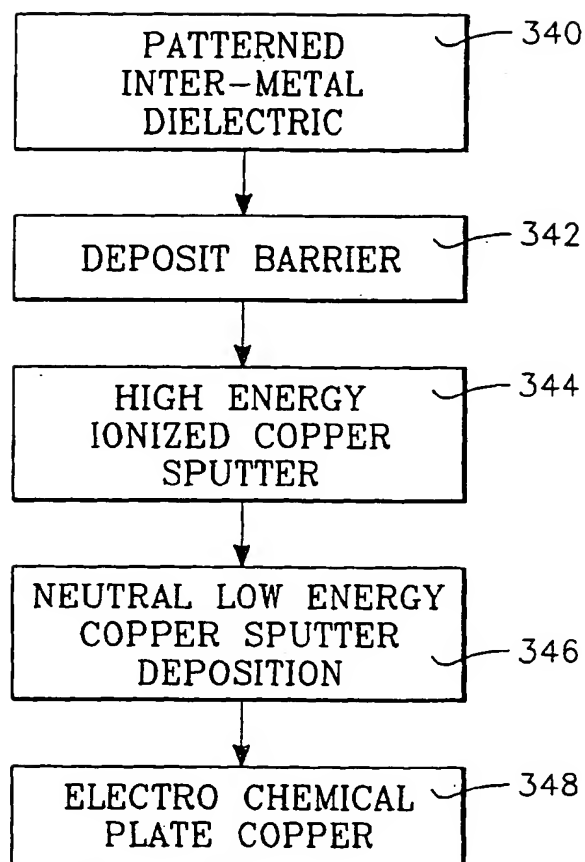 PATTERNED
INTER-METAL
DIELECTRIC
340
DEPOSIT BARRIER
342
HIGH ENERGY
IONIZED COPPER
SPUTTER
344
NEUTRAL LOW ENERGY
COPPER SPUTTER
DEPOSITION
346
ELECTRO CHEMICAL
PLATE COPPER
348